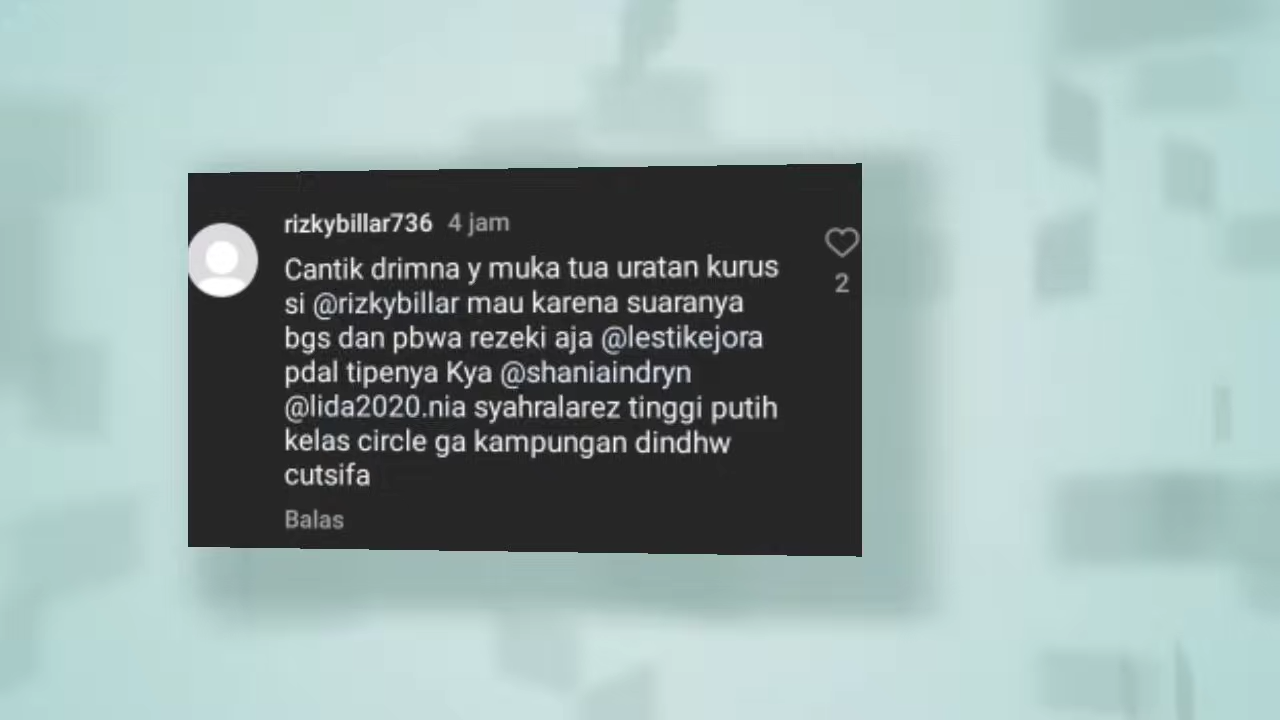 rizkybillar736 4 jam
Cantik drimna y muka tua uratan kurus
si @rizkybillar mau karena suaranya
bgs dan pbwa rezeki aja @lestikejora
pdal tipenya Kya @shaniaindryn
@lida2020.nia syahralarez tinggi putih
kelas circle ga kampungan dindhw
cutsifa
2
Balas